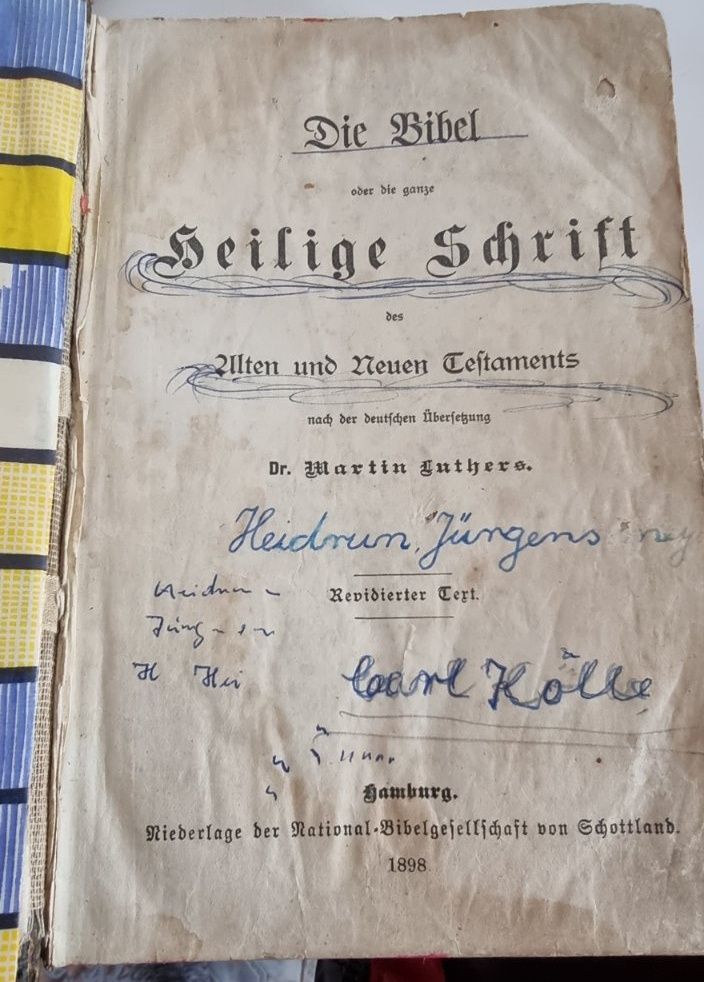 Die Bibel
oder die ganze
Heilige Schrift
des
Alten und Neuen Testaments
nach der deutschen Übersetzung
Dr. Martin Luthers.
Heidrun Jürgens
Revidierter Text.
H Hei
Carl Kölle
Hamburg.
Niederlage der National-Bibelgesellschaft von Schottland.
1898